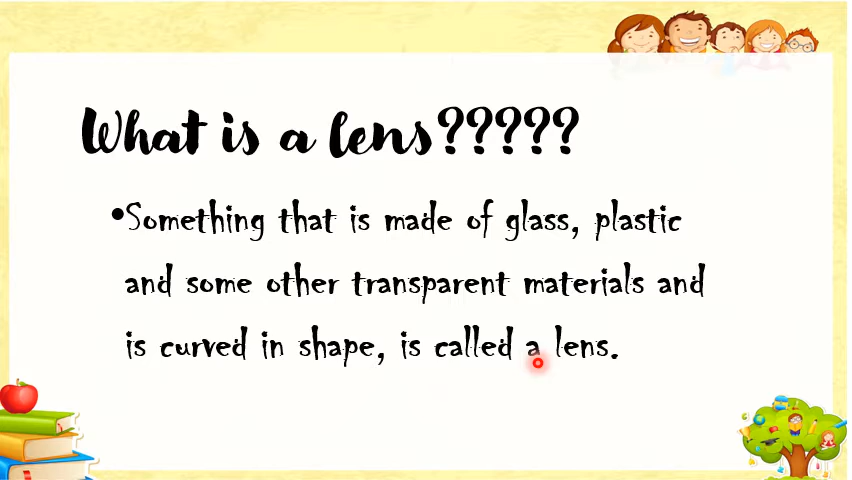 What is a lens?????
•Something that is made of glass, plastic
and some other transparent materials and
is curved in shape, is called a lens.